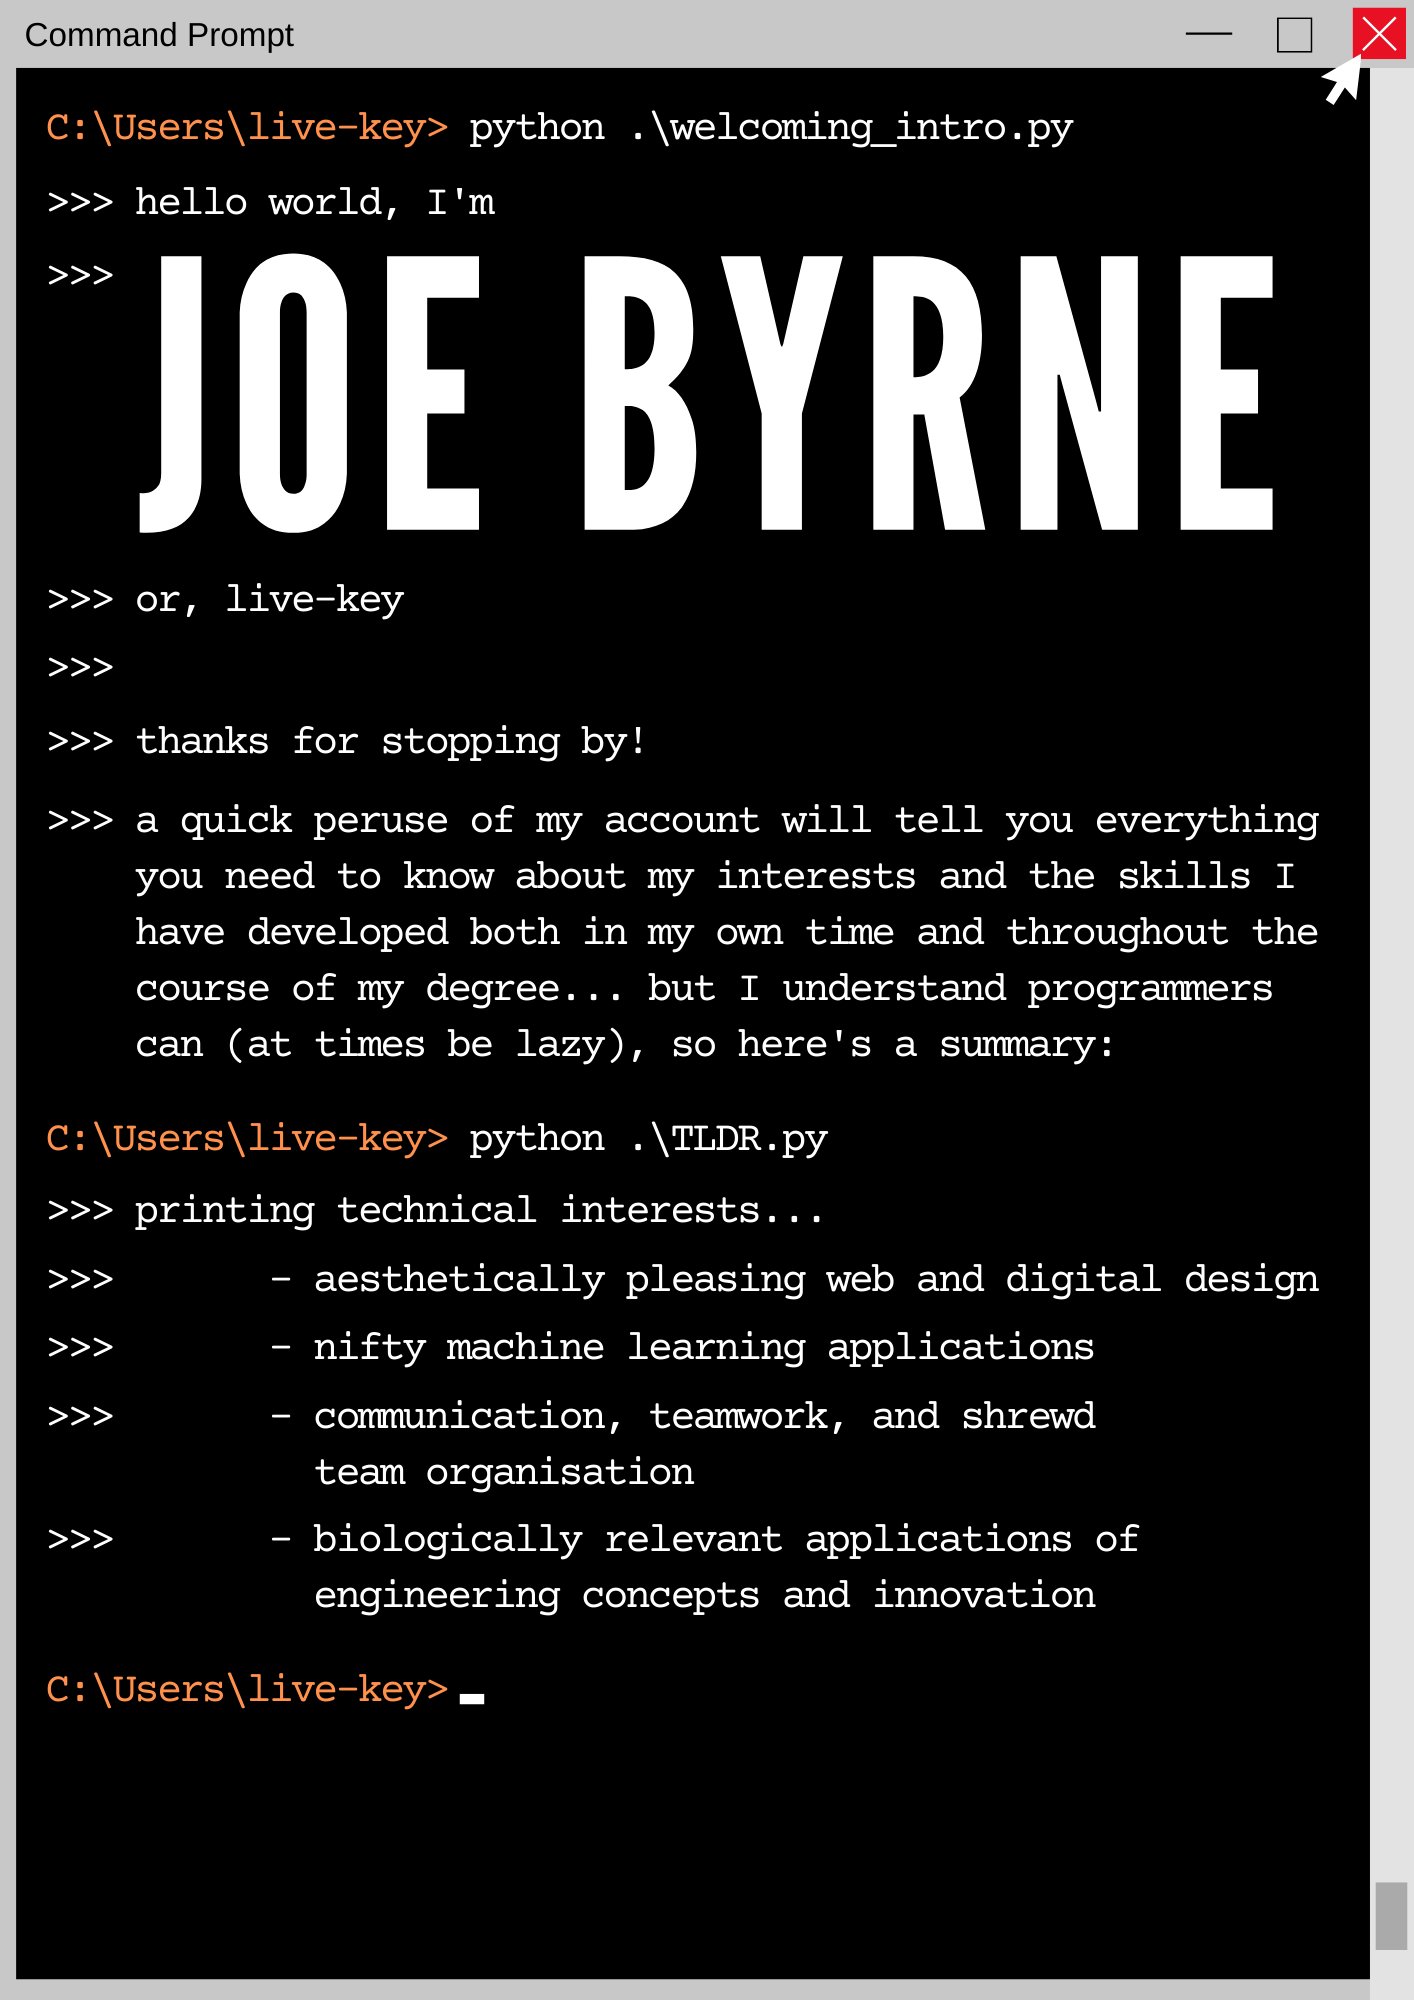 Command Prompt
C:\Users\live-key> python .\welcoming_intro.py
>>> hello world, I'm
>>> JOE BYRNE
>>> or, live-key
>>>
>>> thanks for stopping by!
>>> a quick peruse of my account will tell you everything
you need to know about my interests and the skills I
have developed both in my own time and throughout the
course of my degree... but I understand programmers
can (at times be lazy), so here's a summary:
C:\Users\live-key> python .\TLDR.py
>>> printing technical interests...
>>> - aesthetically pleasing web and digital design
>>> - nifty machine learning applications
>>> - communication, teamwork, and shrewd
team organisation
>>> - biologically relevant applications of
engineering concepts and innovation
C:\Users\live-key>